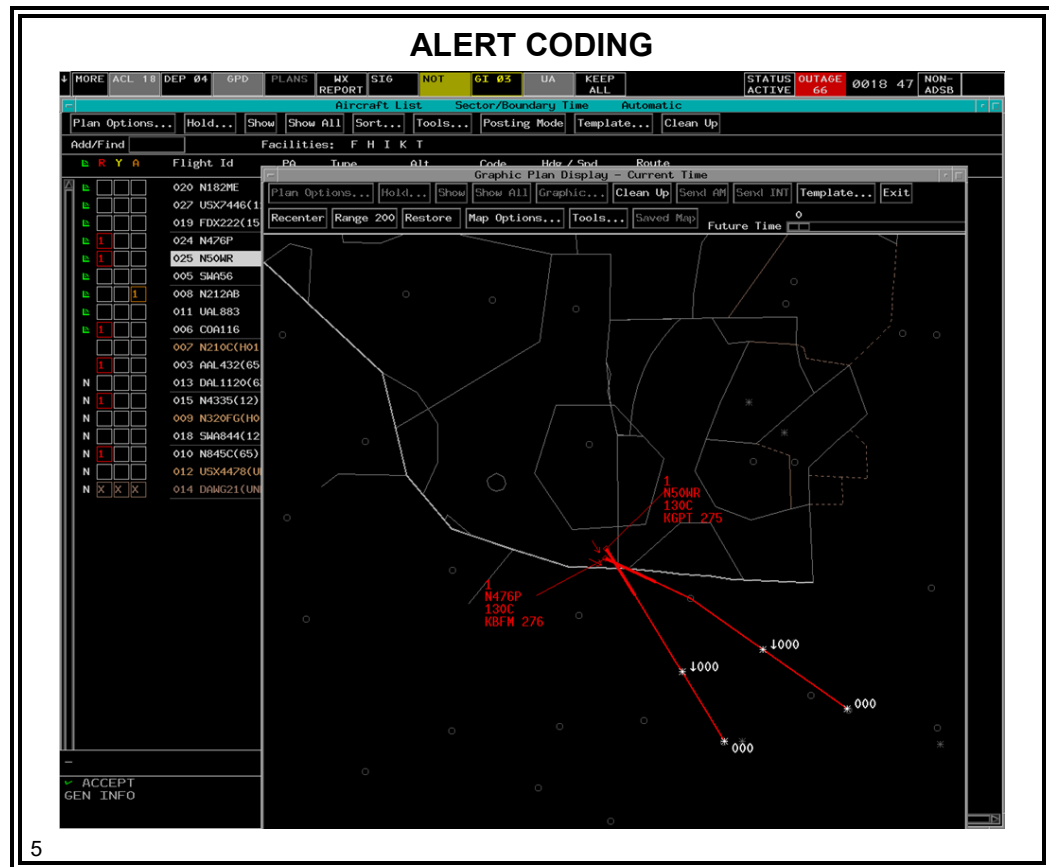 ALERT CODING
↓ MORE ACL 18 DEP 04 GPD PLANS WX REPORT SIG NOT GI 03 UA KEEP ALL STATUS ACTIVE OUTAGE 66 0018 47 NON-ADSB
Aircraft List Sector/Boundary Time Automatic
Plan Options... Hold... Show Show All Sort... Tools... Posting Mode Template... Clean Up
Add/Find Facilities: F H I K T
R Y A Flight Id PA Type Alt Code Hdg / Spd Route
Graphic Plan Display - Current Time
Plan Options... Hold... Show Show All Graphic... Clean Up Send AM Send INT Template... Exit
Recenter Range 200 Restore Map Options... Tools... Saved Map Future Time 0
020 N182ME
027 USX7446(1
019 FDX222(15
1 024 N476P
1 025 N50WR
005 SWA56
1 008 N212AB
011 UAL883
1 006 COA116
007 N210C(H01
1 003 AAL432(65
N 013 DAL1120(6
N 1 015 N4335(12)
N 009 N320FG(HO
N 018 SWA844(12
N 1 010 N845C(65)
N 012 USX4478(U
N X X X 014 DAWG21(UN
1
N50WR
130C
KGPI 275
1
N476P
130C
KBFM 276
↓000
↓000
000
000
ACCEPT
GEN INFO
5